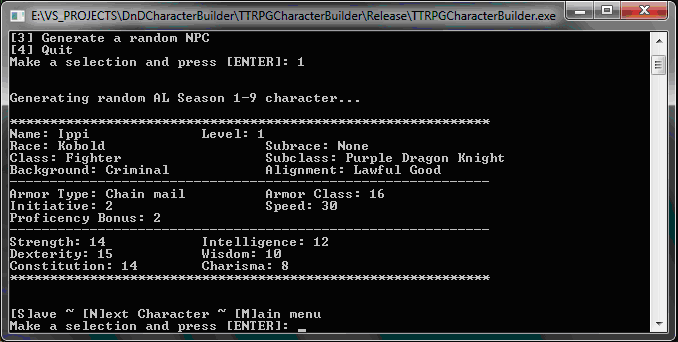 E:\VS_PROJECTS\DnDCharacterBuilder\TTRPGCharacterBuilder\Release\TTRPGCharacterBuilder.exe
[3] Generate a random NPC
[4] Quit
Make a selection and press [ENTER]: 1
Generating random AL Season 1-9 character...
************************************************************
Name: Ippi Level: 1
Race: Kobold Subrace: None
Class: Fighter Subclass: Purple Dragon Knight
Background: Criminal Alignment: Lawful Good
------------------------------------------------------------
Armor Type: Chain mail Armor Class: 16
Initiative: 2 Speed: 30
Proficency Bonus: 2
------------------------------------------------------------
Strength: 14 Intelligence: 12
Dexterity: 15 Wisdom: 10
Constitution: 14 Charisma: 8
************************************************************
[S]ave ~ [N]ext Character ~ [M]ain menu
Make a selection and press [ENTER]: _